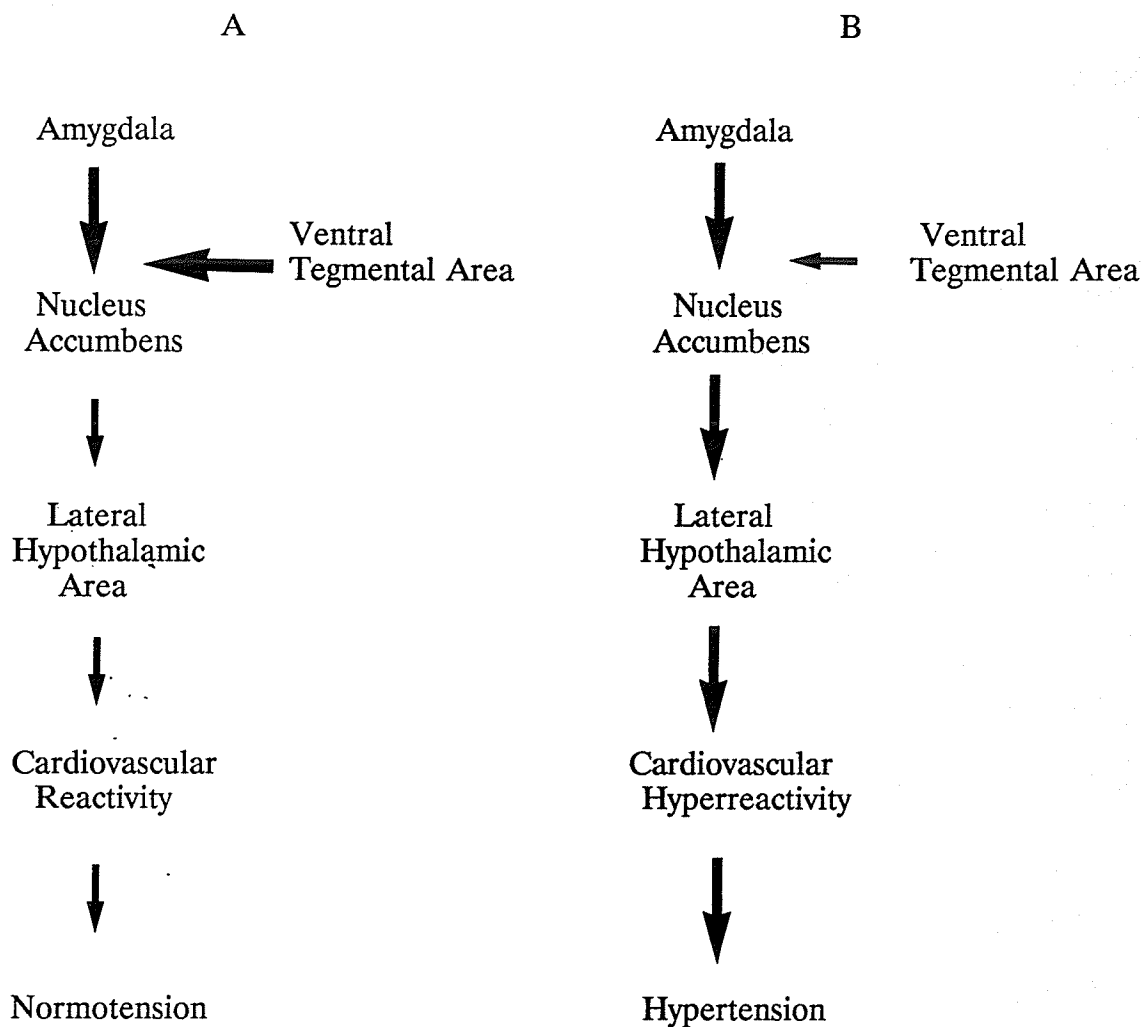 A
Amygdala
Ventral
Tegmental Area
Nucleus
Accumbens
Lateral
Hypothalamic
Area
Cardiovascular
Reactivity
Normotension
B
Amygdala
Ventral
Tegmental Area
Nucleus
Accumbens
Lateral
Hypothalamic
Area
Cardiovascular
Hyperreactivity
Hypertension